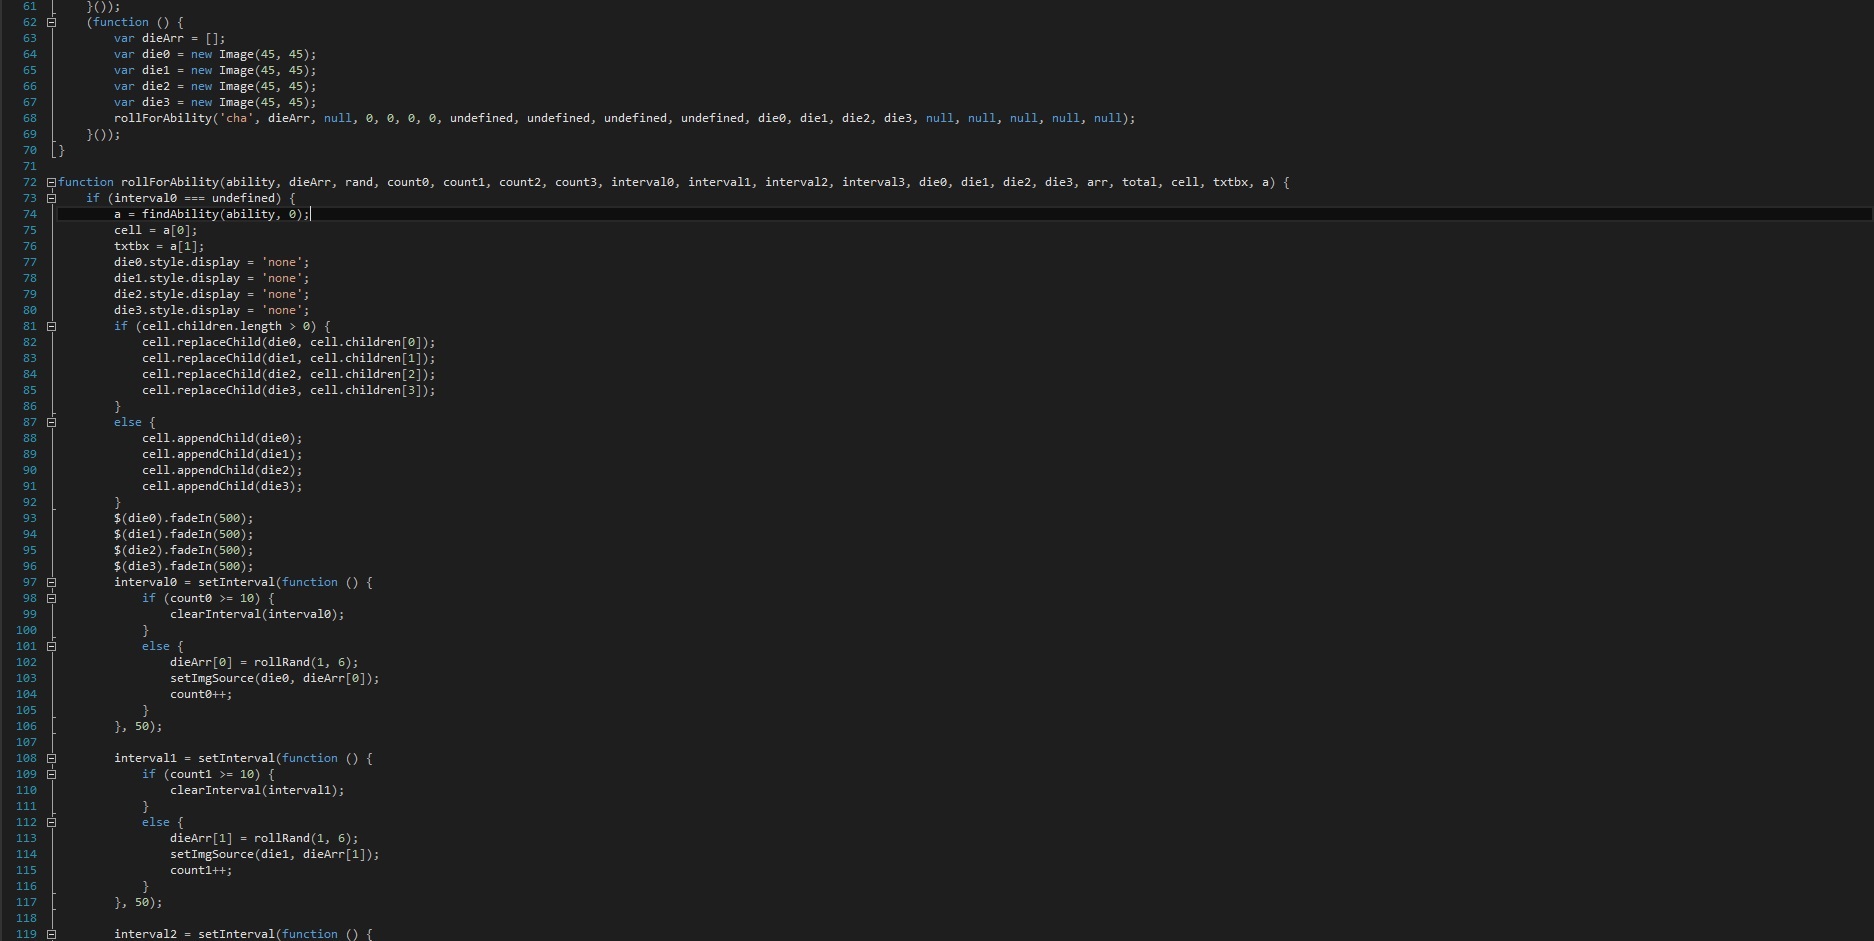 61 }());
62 (function () {
63 var dieArr = [];
64 var die0 = new Image(45, 45);
65 var die1 = new Image(45, 45);
66 var die2 = new Image(45, 45);
67 var die3 = new Image(45, 45);
68 rollForAbility('cha', dieArr, null, 0, 0, 0, 0, undefined, undefined, undefined, undefined, die0, die1, die2, die3, null, null, null, null, null);
69 }());
70 }
71
72 function rollForAbility(ability, dieArr, rand, count0, count1, count2, count3, interval0, interval1, interval2, interval3, die0, die1, die2, die3, arr, total, cell, txtbx, a) {
73 if (interval0 === undefined) {
74 a = findAbility(ability, 0);
75 cell = a[0];
76 txtbx = a[1];
77 die0.style.display = 'none';
78 die1.style.display = 'none';
79 die2.style.display = 'none';
80 die3.style.display = 'none';
81 if (cell.children.length > 0) {
82 cell.replaceChild(die0, cell.children[0]);
83 cell.replaceChild(die1, cell.children[1]);
84 cell.replaceChild(die2, cell.children[2]);
85 cell.replaceChild(die3, cell.children[3]);
86 }
87 else {
88 cell.appendChild(die0);
89 cell.appendChild(die1);
90 cell.appendChild(die2);
91 cell.appendChild(die3);
92 }
93 $(die0).fadeIn(500);
94 $(die1).fadeIn(500);
95 $(die2).fadeIn(500);
96 $(die3).fadeIn(500);
97 interval0 = setInterval(function () {
98 if (count0 >= 10) {
99 clearInterval(interval0);
100 }
101 else {
102 dieArr[0] = rollRand(1, 6);
103 setImgSource(die0, dieArr[0]);
104 count0++;
105 }
106 }, 50);
107
108 interval1 = setInterval(function () {
109 if (count1 >= 10) {
110 clearInterval(interval1);
111 }
112 else {
113 dieArr[1] = rollRand(1, 6);
114 setImgSource(die1, dieArr[1]);
115 count1++;
116 }
117 }, 50);
118
119 interval2 = setInterval(function () {